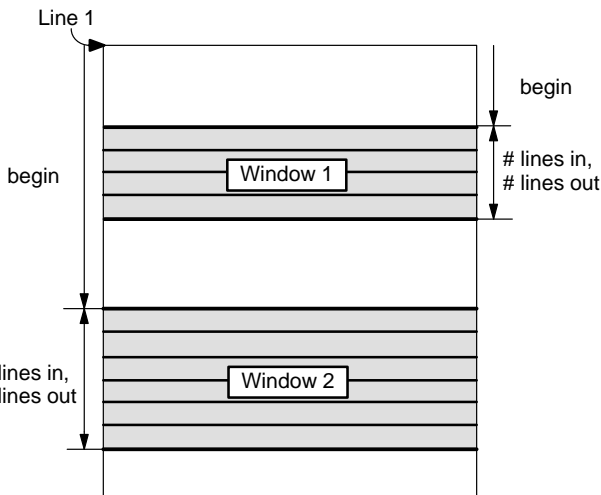 Line 1
begin
begin
Window 1
# lines in,
# lines out
Window 2
lines in,
lines out